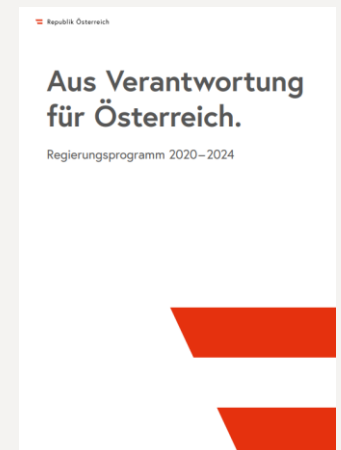 Republik Österreich
Aus Verantwortung
für Österreich.
Regierungsprogramm 2020–2024